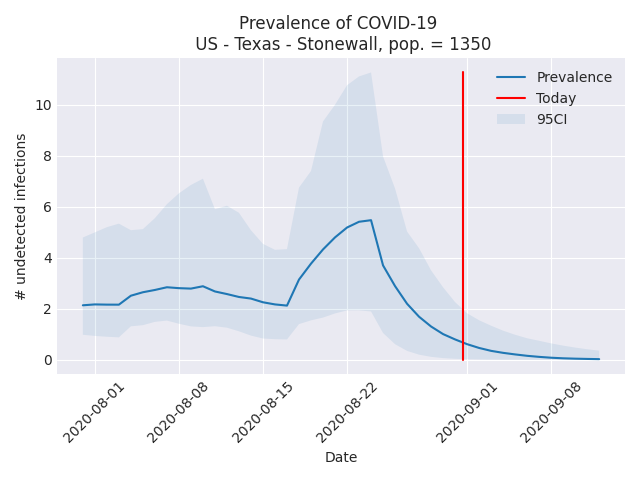 Prevalence of COVID-19
US - Texas - Stonewall, pop. = 1350
Prevalence
Today
95CI
10
8
6
4
2
0
# undetected infections
2020-08-01
2020-08-08
2020-08-15
2020-08-22
2020-09-01
2020-09-08
Date